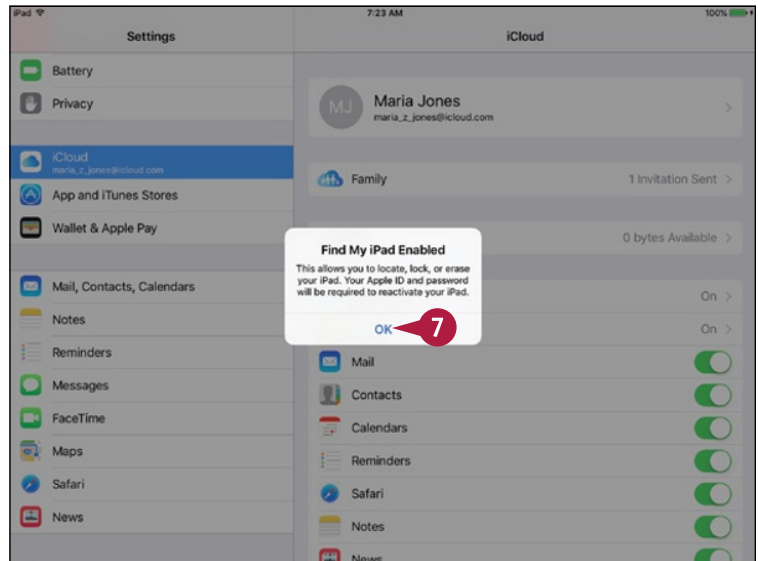 iPad 7:23 AM 100%
Settings iCloud
Battery
Privacy
MJ
Maria Jones
maria_z_jones@icloud.com
iCloud
maria_z_jones@icloud.com
Family 1 Invitation Sent
App and iTunes Stores
Wallet & Apple Pay
0 bytes Available
Find My iPad Enabled
This allows you to locate, lock, or erase
your iPad. Your Apple ID and password
will be required to reactivate your iPad.
OK 7
Mail, Contacts, Calendars
On
Notes
On
Reminders
Mail
Messages
Contacts
FaceTime
Calendars
Maps
Reminders
Safari
Safari
News
Notes
News